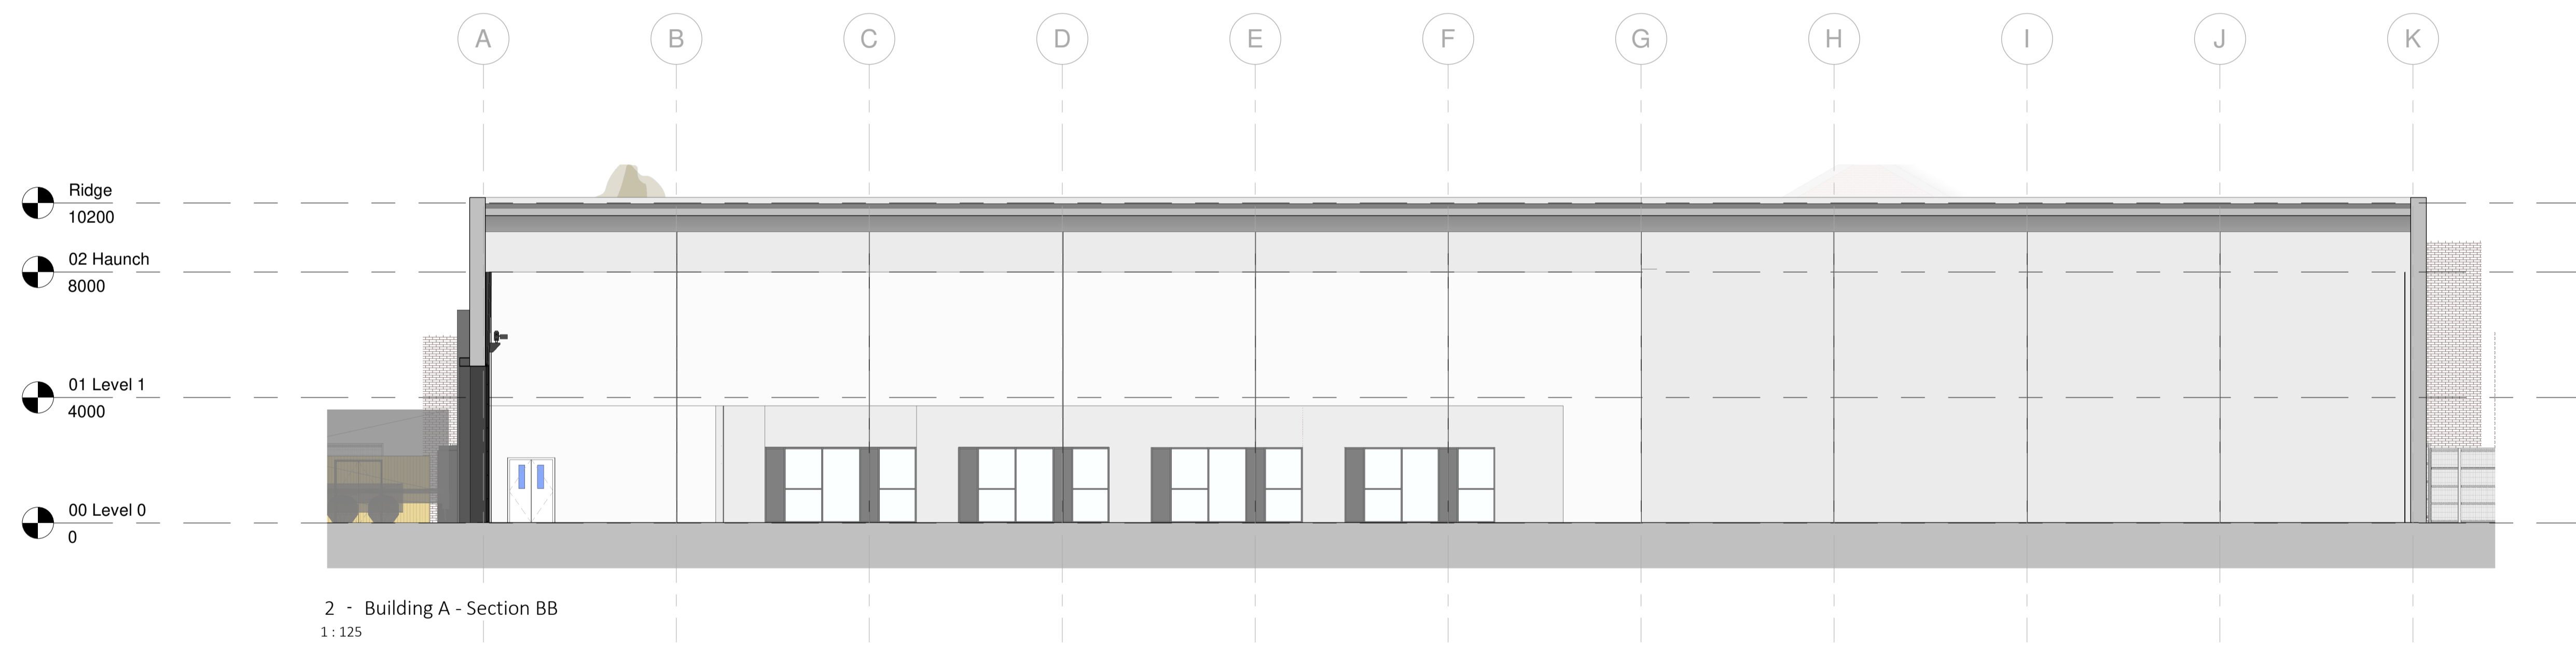 A B C D E F G H I J K
Ridge
10200
02 Haunch
8000
01 Level 1
4000
00 Level 0
0
2 - Building A - Section BB
1 : 125